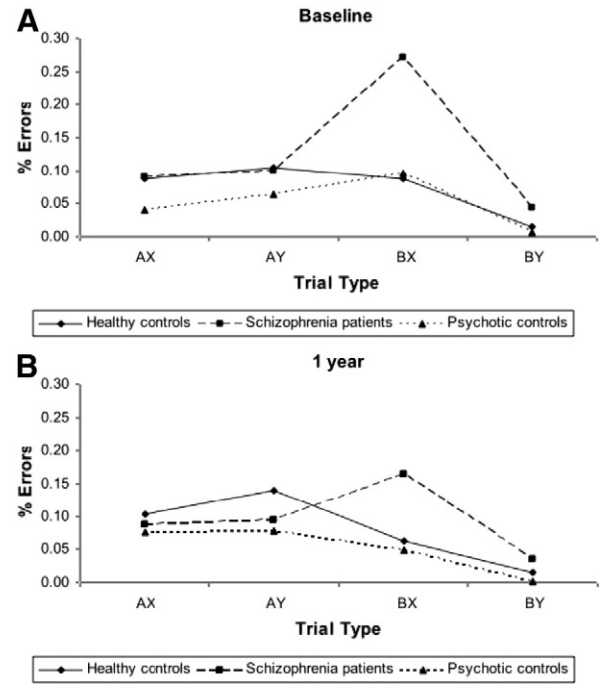 A
Baseline
0.30
0.25
0.20
0.15
0.10
0.05
0.00
% Errors
AX AY BX BY
Trial Type
Healthy controls Schizophrenia patients Psychotic controls
B
1 year
0.30
0.25
0.20
0.15
0.10
0.05
0.00
% Errors
AX AY BX BY
Trial Type
Healthy controls Schizophrenia patients Psychotic controls